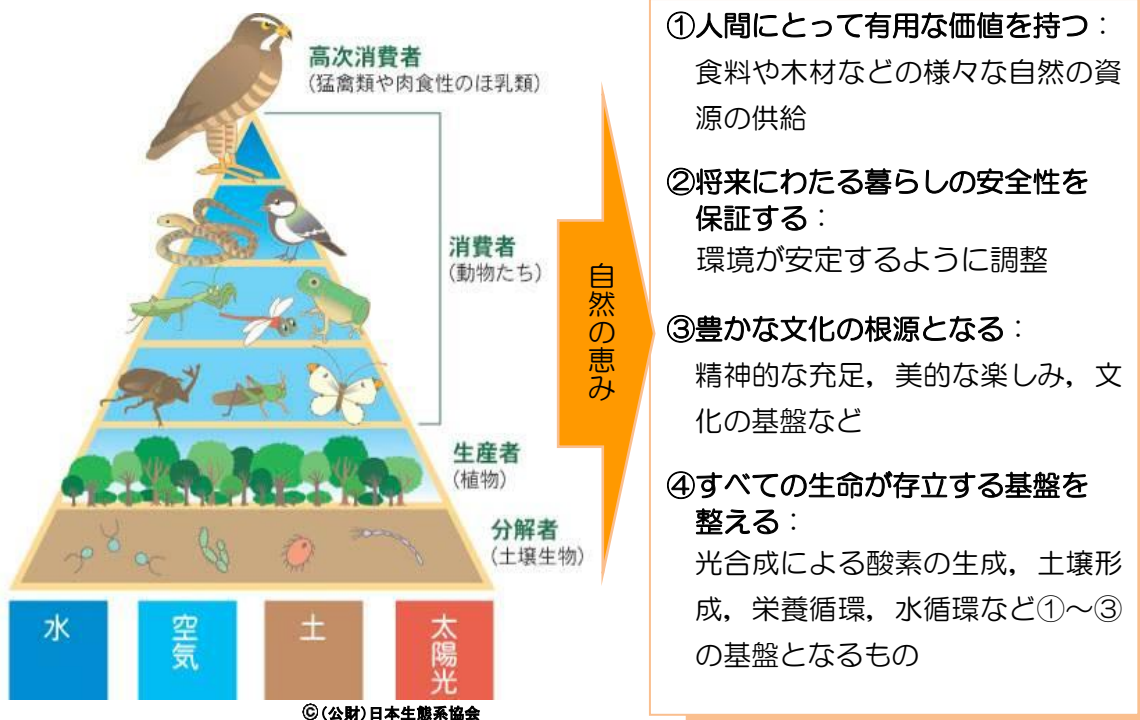 高次消費者
(猛禽類や肉食性のほ乳類)
消費者
(動物たち)
生産者
(植物)
分解者
(土壌生物)
水
空気
土
太陽光
©(公財)日本生態系協会
自然の恵み
①人間にとって有用な価値を持つ：
食料や木材などの様々な自然の資
源の供給
②将来にわたる暮らしの安全性を
保証する：
環境が安定するように調整
③豊かな文化の根源となる：
精神的な充足，美的な楽しみ，文
化の基盤など
④すべての生命が存立する基盤を
整える：
光合成による酸素の生成，土壌形
成，栄養循環，水循環など①～③
の基盤となるもの